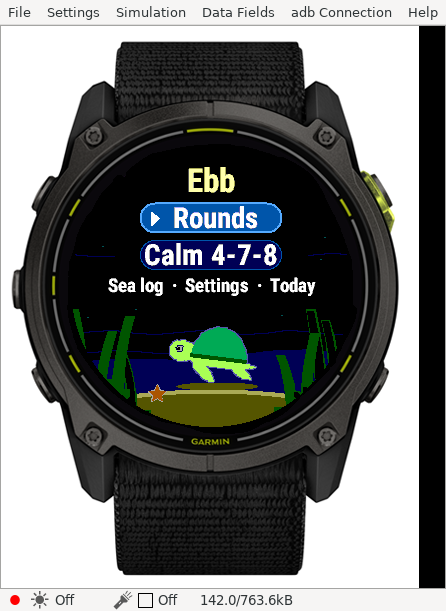 File Settings Simulation Data Fields adb Connection Help
Ebb
Rounds
Calm 4-7-8
Sea log · Settings · Today
GARMIN
Off Off 142.0/763.6kB